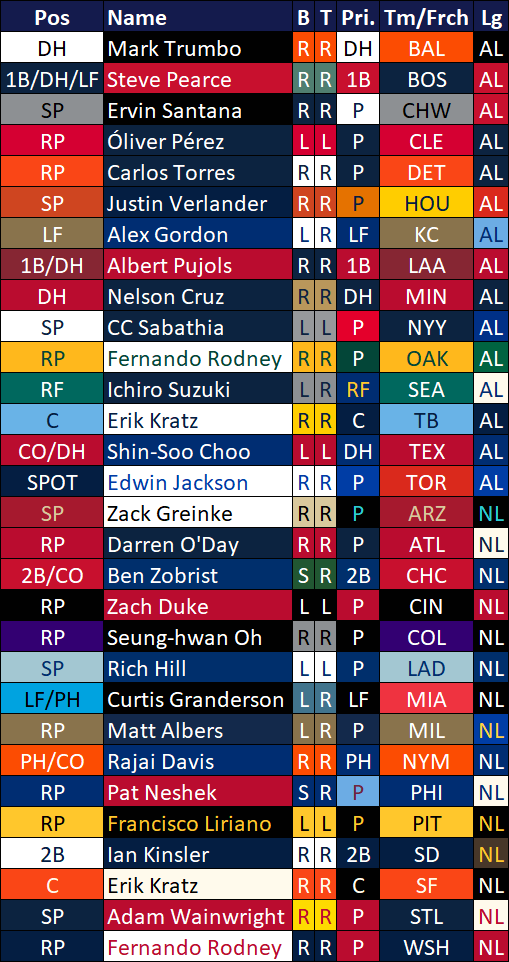 Pos Name B T Pri. Tm/Frch Lg
DH Mark Trumbo R R DH BAL AL
1B/DH/LF Steve Pearce R R 1B BOS AL
SP Ervin Santana R R P CHW AL
RP Óliver Pérez L L P CLE AL
RP Carlos Torres R R P DET AL
SP Justin Verlander R R P HOU AL
LF Alex Gordon L R LF KC AL
1B/DH Albert Pujols R R 1B LAA AL
DH Nelson Cruz R R DH MIN AL
SP CC Sabathia L L P NYY AL
RP Fernando Rodney R R P OAK AL
RF Ichiro Suzuki L R RF SEA AL
C Erik Kratz R R C TB AL
CO/DH Shin-Soo Choo L L DH TEX AL
SPOT Edwin Jackson R R P TOR AL
SP Zack Greinke R R P ARZ NL
RP Darren O'Day R R P ATL NL
2B/CO Ben Zobrist S R 2B CHC NL
RP Zach Duke L L P CIN NL
RP Seung-hwan Oh R R P COL NL
SP Rich Hill L L P LAD NL
LF/PH Curtis Granderson L R LF MIA NL
RP Matt Albers L R P MIL NL
PH/CO Rajai Davis R R PH NYM NL
RP Pat Neshek S R P PHI NL
RP Francisco Liriano L L P PIT NL
2B Ian Kinsler R R 2B SD NL
C Erik Kratz R R C SF NL
SP Adam Wainwright R R P STL NL
RP Fernando Rodney R R P WSH NL